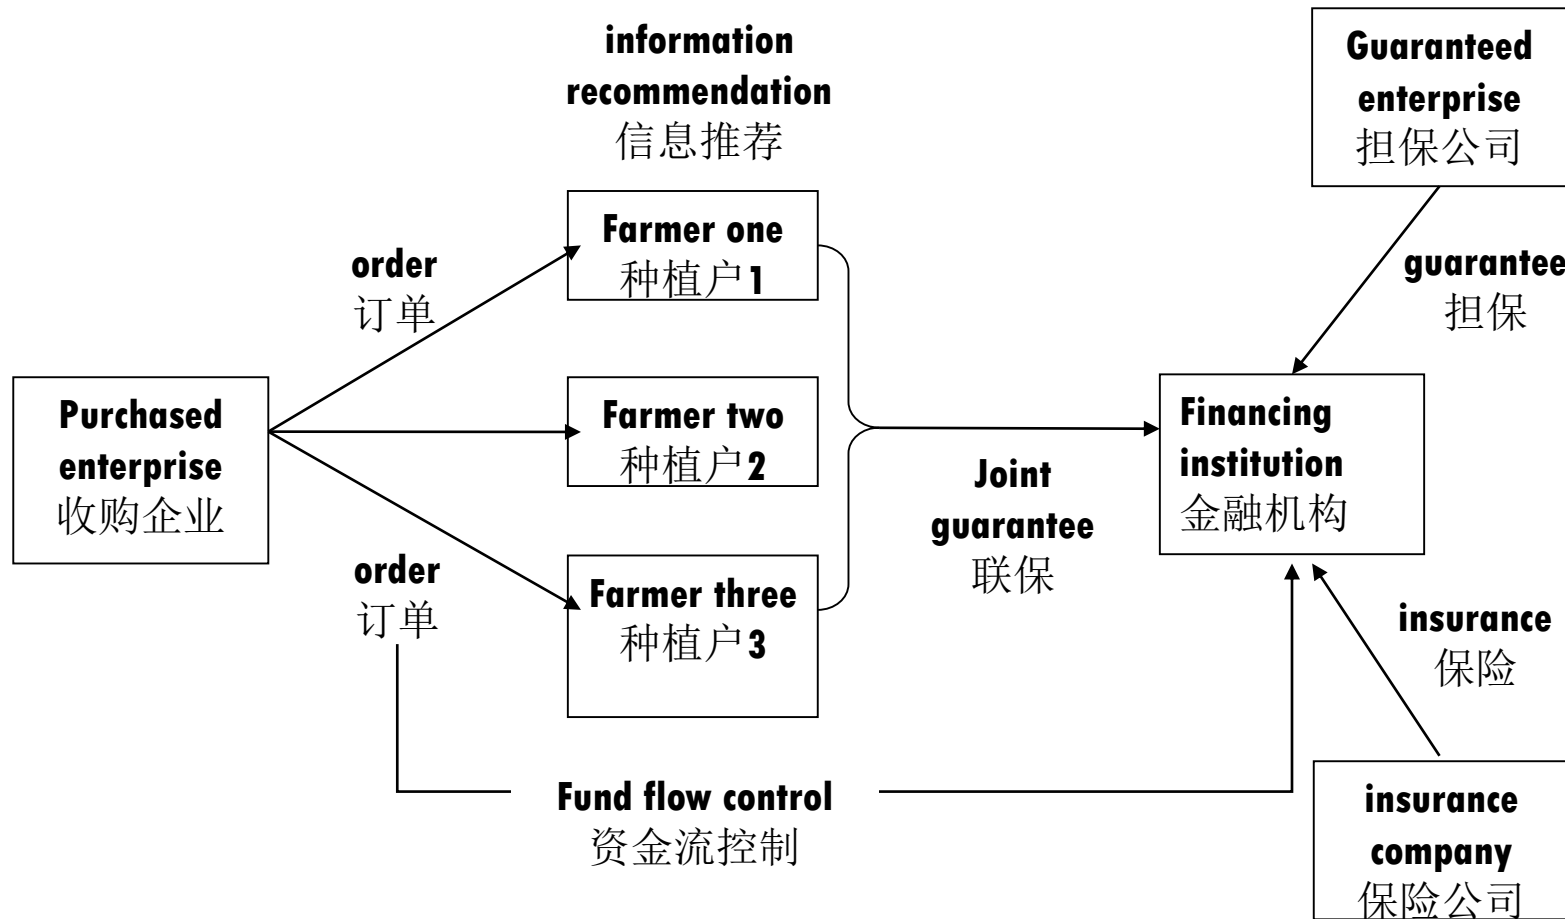 information
recommendation
信息推荐
Guaranteed
enterprise
担保公司
Farmer one
种植户1
order
订单
guarantee
担保
Purchased
enterprise
收购企业
Farmer two
种植户2
Financing
institution
金融机构
Joint
guarantee
联保
order
订单
Farmer three
种植户3
insurance
保险
Fund flow control
资金流控制
insurance
company
保险公司